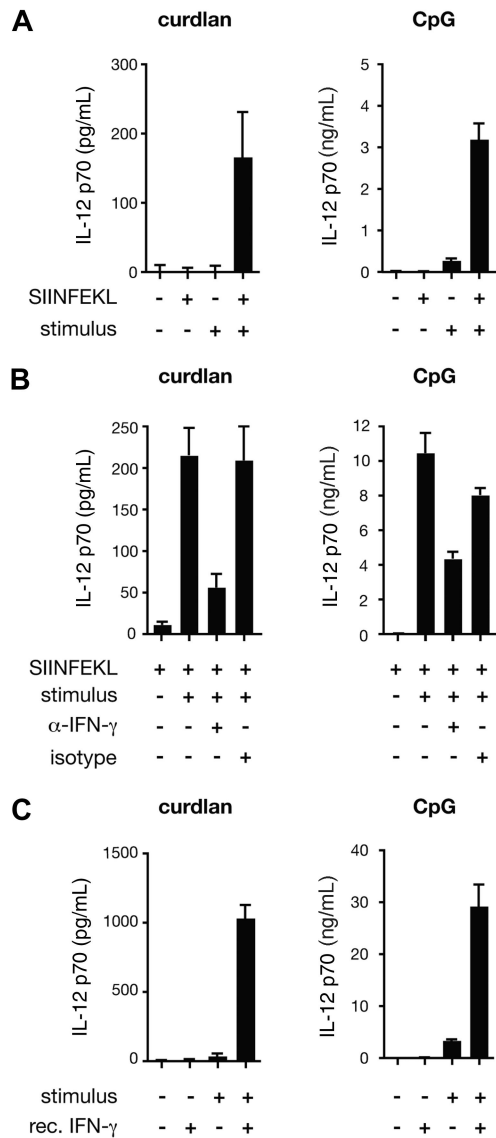 A
curdlan
CpG
IL-12 p70 (pg/mL)
300
200
100
0
IL-12 p70 (ng/mL)
5
4
3
2
1
0
SIINFEKL - + - + - + - +
stimulus - - + + - - + +
B
curdlan
CpG
IL-12 p70 (pg/mL)
250
200
150
100
50
0
IL-12 p70 (ng/mL)
12
10
8
6
4
2
0
SIINFEKL + + + + + + + +
stimulus - + + + - + + +
α-IFN-γ - - + - - - + -
isotype - - - + - - - +
C
curdlan
CpG
IL-12 p70 (pg/mL)
1500
1000
500
0
IL-12 p70 (ng/mL)
40
30
20
10
0
stimulus - - + + - - + +
rec. IFN-γ - + - + - + - +